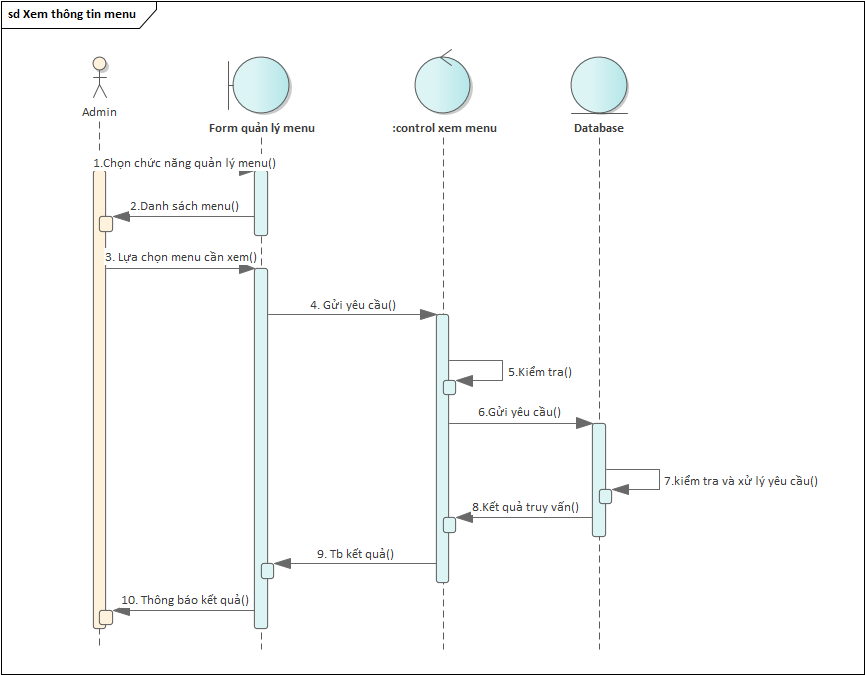 sd Xem thông tin menu
Admin
Form quản lý menu
:control xem menu
Database
1.Chọn chức năng quản lý menu()
2.Danh sách menu()
3. Lựa chọn menu cần xem()
4. Gửi yêu cầu()
5.Kiểm tra()
6.Gửi yêu cầu()
7.kiểm tra và xử lý yêu cầu()
8.Kết quả truy vấn()
9. Tb kết quả()
10. Thông báo kết quả()